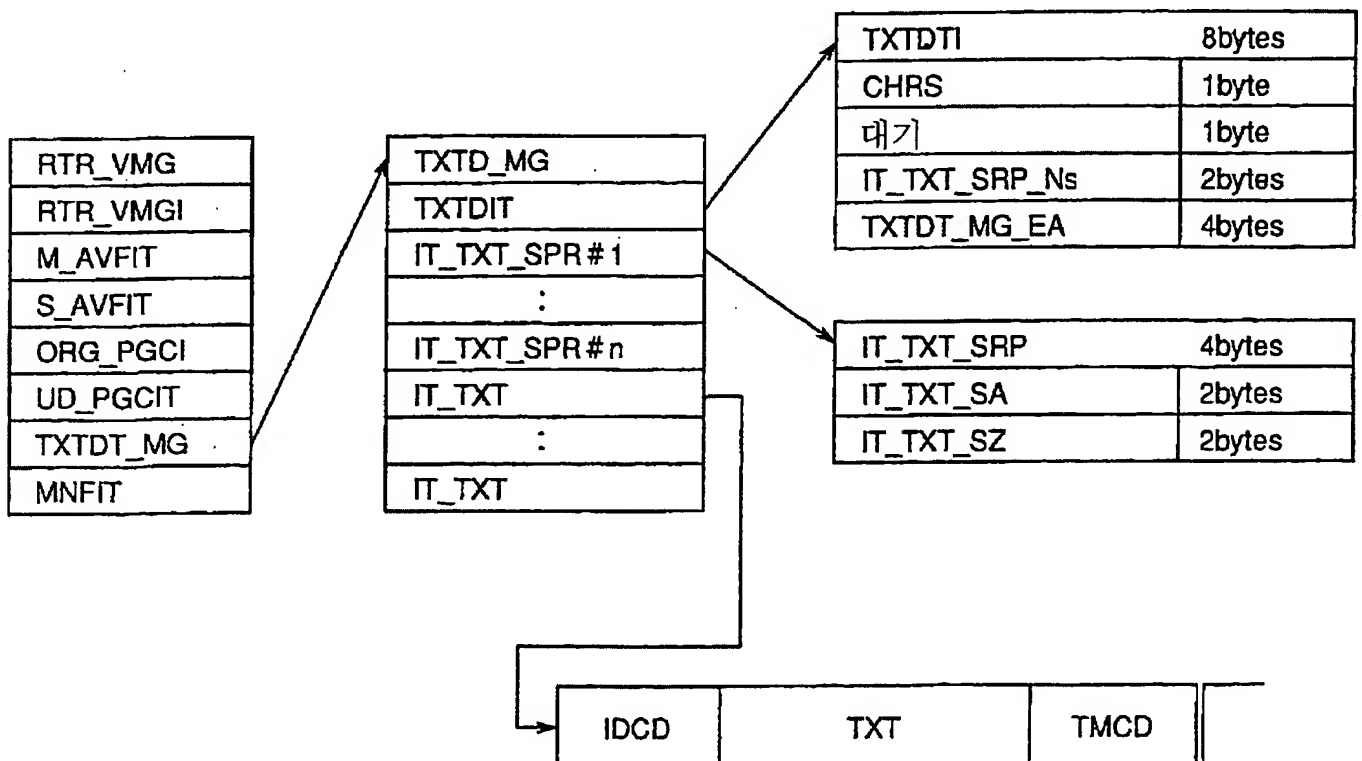 RTR_VMG
RTR_VMGI
M_AVFIT
S_AVFIT
ORG_PGCI
UD_PGCIT
TXTDT_MG
MNFIT
TXTD_MG
TXTDIT
IT_TXT_SPR#1
:
IT_TXT_SPR#n
IT_TXT
:
IT_TXT
TXTDTI 8bytes
CHRS 1byte
대기 1byte
IT_TXT_SRP_Ns 2bytes
TXTDT_MG_EA 4bytes
IT_TXT_SRP 4bytes
IT_TXT_SA 2bytes
IT_TXT_SZ 2bytes
IDCD TXT TMCD